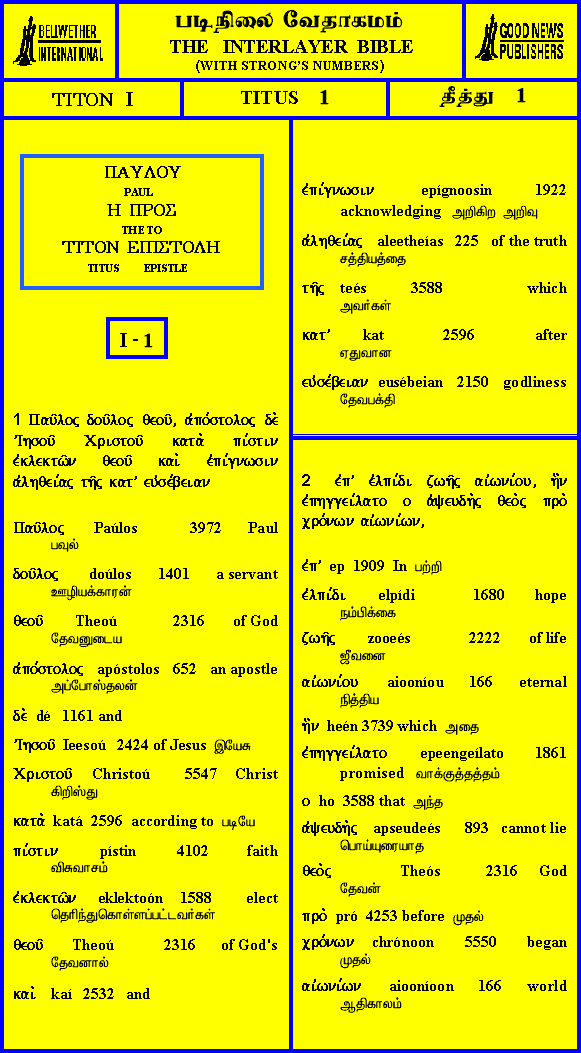 BELLWETHER
INTERNATIONAL
படிநிலை வேதாகமம்
THE INTERLAYER BIBLE
(WITH STRONG'S NUMBERS)
GOOD NEWS
PUBLISHERS
ΤΙΤΟΝ Ι
TITUS 1
தீத்து 1
ΠΑΥΛΟΥ
PAUL
Η ΠΡΟΣ
THE TO
ΤΙΤΟΝ ΕΠΙΣΤΟΛΗ
TITUS EPISTLE
I - 1
1 Παῦλος δοῦλος θεοῦ, ἀπόστολος δὲ
Ἰησοῦ Χριστοῦ κατὰ πίστιν
ἐκλεκτῶν θεοῦ καὶ ἐπίγνωσιν
ἀληθείας τῆς κατ' εὐσέβειαν
Παῦλος Paúlos 3972 Paul
பவுல்
δοῦλος doúlos 1401 a servant
ஊழியக்காரன்
θεοῦ Theoú 2316 of God
தேவனுடைய
ἀπόστολος apóstolos 652 an apostle
அப்போஸ்தலன்
δὲ dé 1161 and
Ἰησοῦ Ieesoú 2424 of Jesus இயேசு
Χριστοῦ Christoú 5547 Christ
கிறிஸ்து
κατὰ katá 2596 according to படியே
πίστιν pístin 4102 faith
விசுவாசம்
ἐκλεκτῶν eklektoón 1588 elect
தெரிந்துகொள்ளப்பட்டவர்கள்
θεοῦ Theoú 2316 of God's
தேவனால்
καὶ kaí 2532 and
ἐπίγνωσιν epígnoosin 1922
acknowledging அறிகிற அறிவு
ἀληθείας aleetheías 225 of the truth
சத்தியத்தை
τῆς teés 3588 which
அவர்கள்
κατ' kat 2596 after
ஏதுவான
εὐσέβειαν eusébeian 2150 godliness
தேவபக்தி
2 ἐπ' ἐλπίδι ζωῆς αἰωνίου, ἣν
ἐπηγγείλατο ο ἀψευδὴς θεὸς πρὸ
χρόνων αἰωνίων,
ἐπ' ep 1909 In பற்றி
ἐλπίδι elpídi 1680 hope
நம்பிக்கை
ζωῆς zooeés 2222 of life
ஜீவனை
αἰωνίου aiooníou 166 eternal
நித்திய
ἣν heén 3739 which அதை
ἐπηγγείλατο epeengeílato 1861
promised வாக்குத்தத்தம்
ο ho 3588 that அந்த
ἀψευδὴς apseudeés 893 cannot lie
பொய்யுரையாத
θεὸς Theós 2316 God
தேவன்
πρὸ pró 4253 before முதல்
χρόνων chrónoon 5550 began
முதல்
αἰωνίων aiooníoon 166 world
ஆதிகாலம்